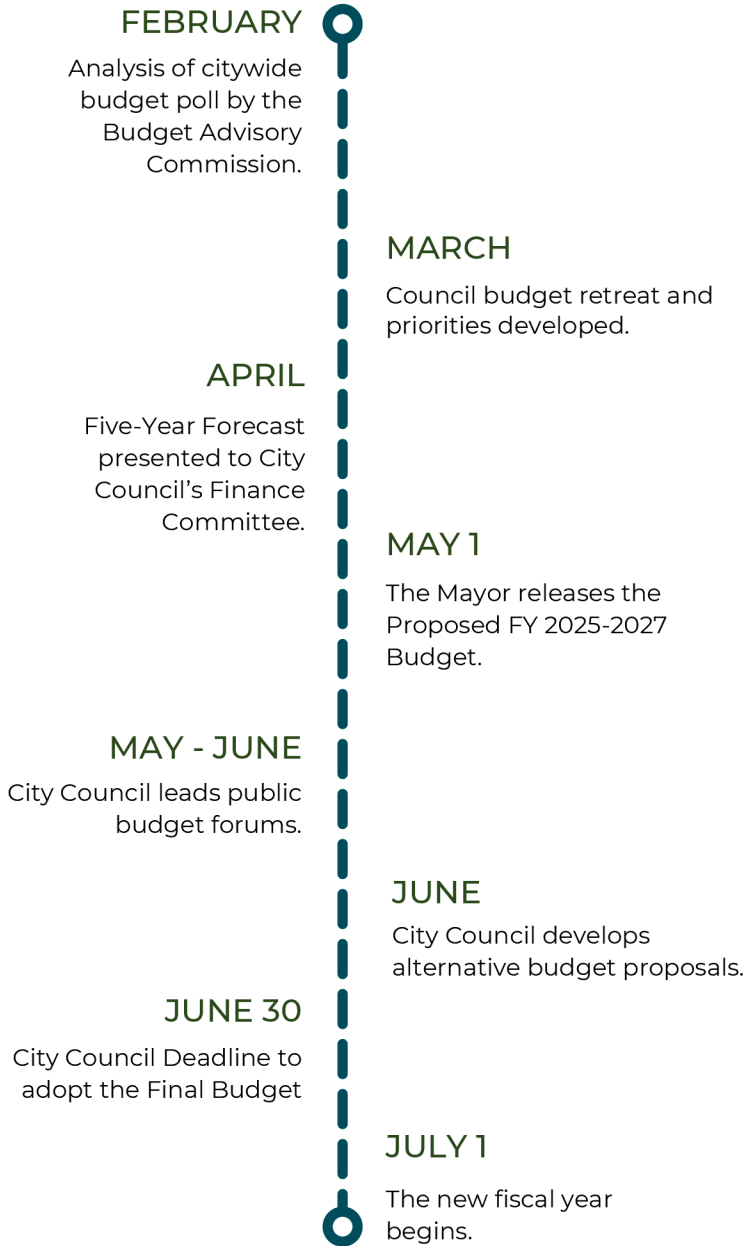 FEBRUARY
Analysis of citywide
budget poll by the
Budget Advisory
Commission.
MARCH
Council budget retreat and
priorities developed.
APRIL
Five-Year Forecast
presented to City
Council’s Finance
Committee.
MAY 1
The Mayor releases the
Proposed FY 2025-2027
Budget.
MAY - JUNE
City Council leads public
budget forums.
JUNE
City Council develops
alternative budget proposals.
JUNE 30
City Council Deadline to
adopt the Final Budget
JULY 1
The new fiscal year
begins.